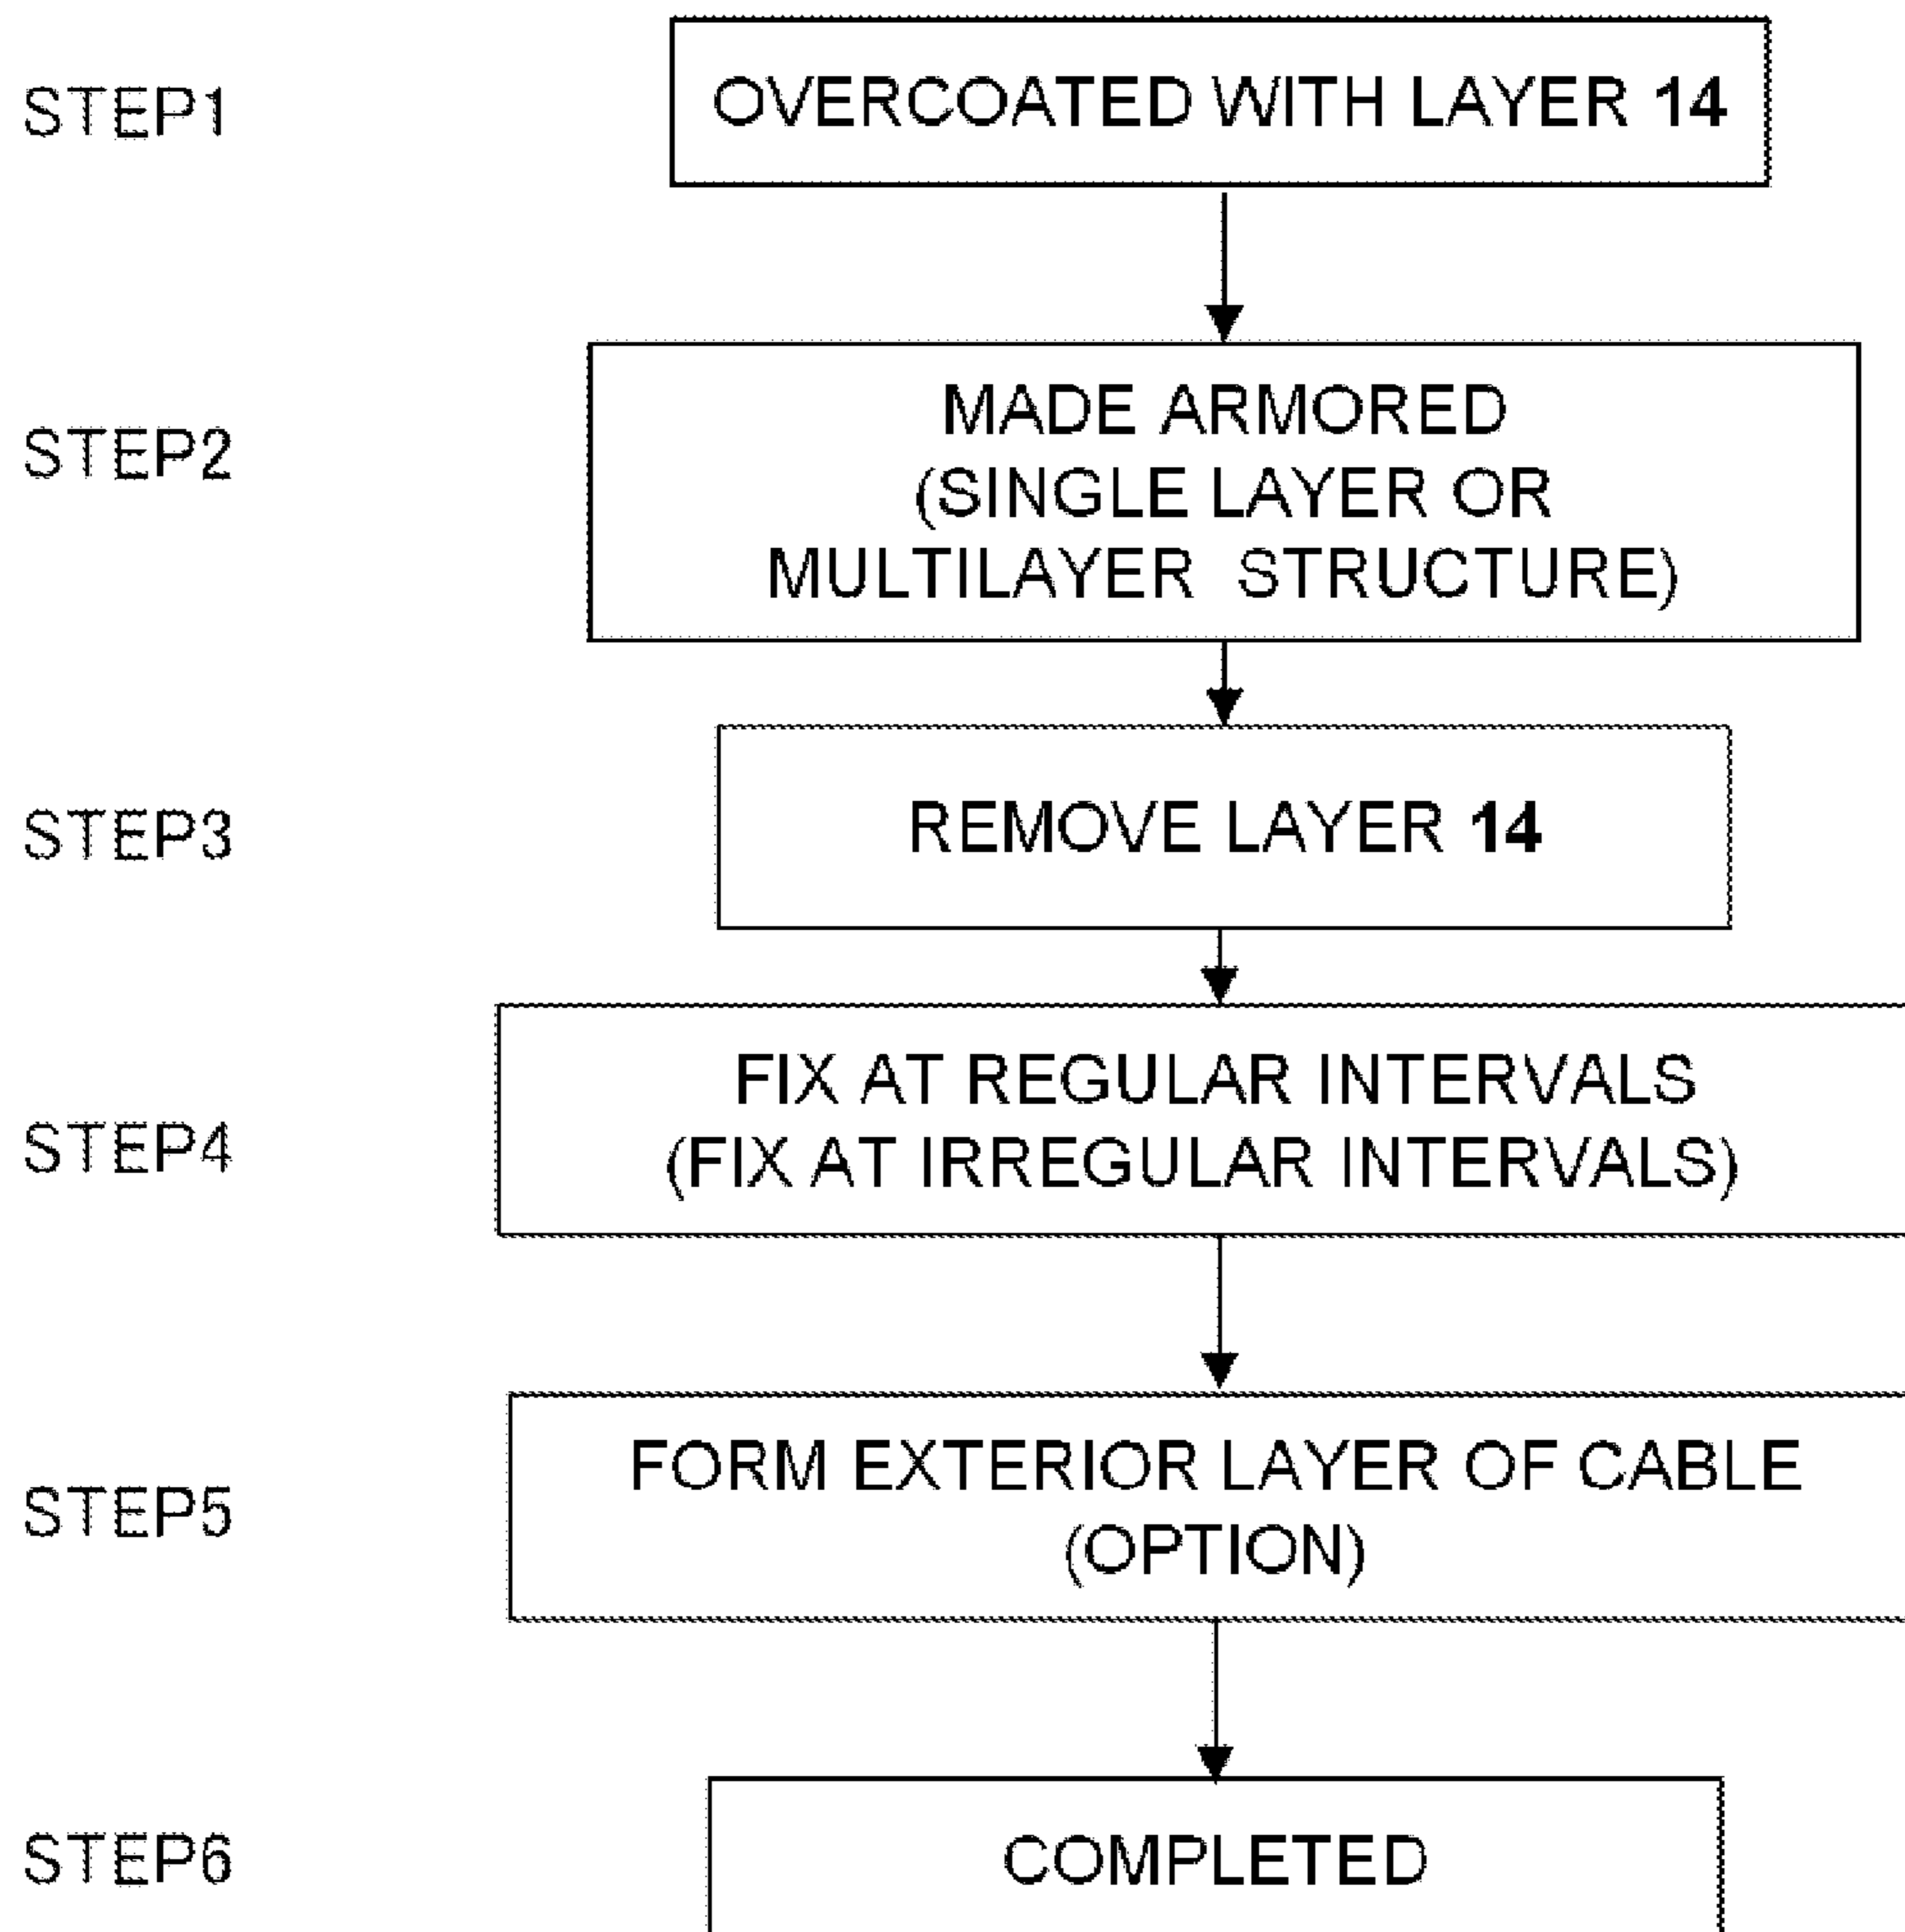 STEP1
OVERCOATED WITH LAYER 14
STEP2
MADE ARMORED
(SINGLE LAYER OR
MULTILAYER STRUCTURE)
STEP3
REMOVE LAYER 14
STEP4
FIX AT REGULAR INTERVALS
(FIX AT IRREGULAR INTERVALS)
STEP5
FORM EXTERIOR LAYER OF CABLE
(OPTION)
STEP6
COMPLETED